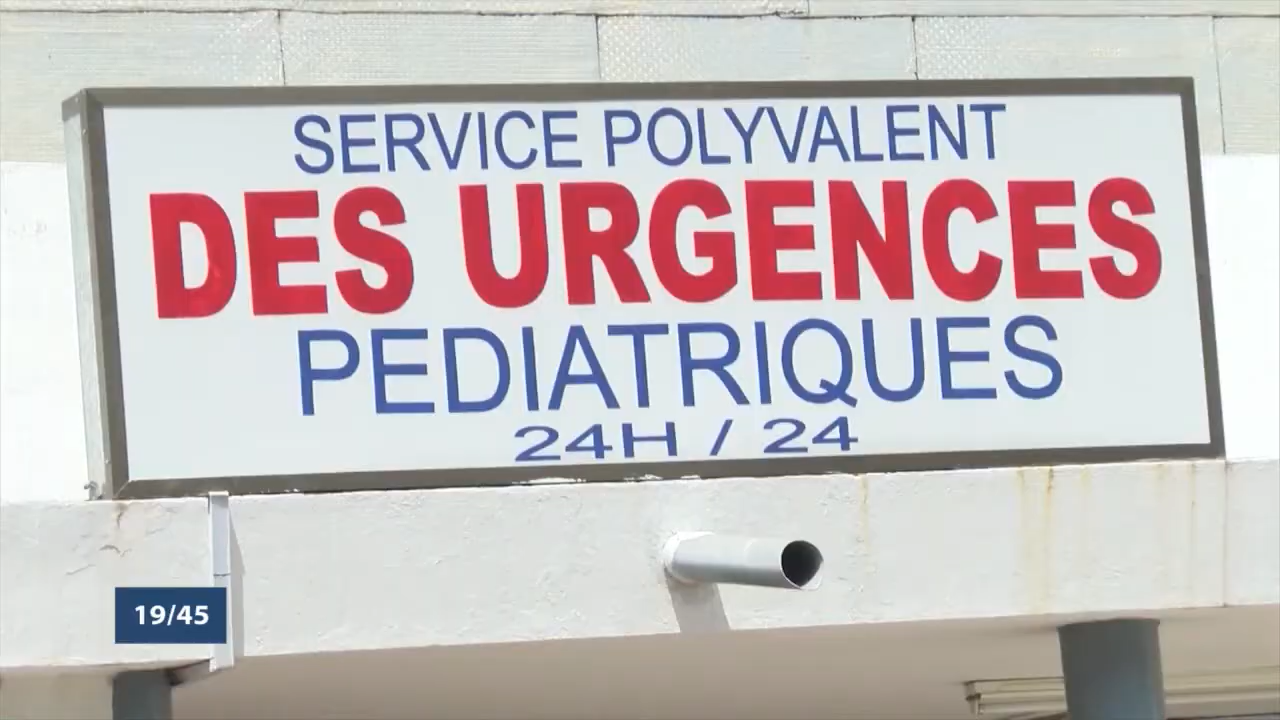 SERVICE POLYVALENT
DES URGENCES
PEDIATRIQUES
24H / 24
19/45